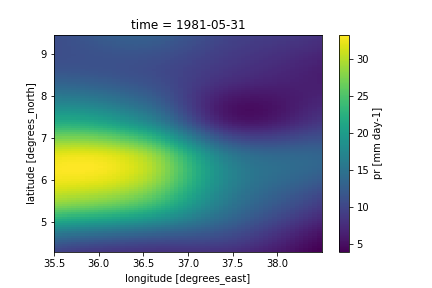 time = 1981-05-31
9
8
7
6
5
latitude [degrees_north]
35.5 36.0 36.5 37.0 37.5 38.0
longitude [degrees_east]
30
25
20
15
10
5
pr [mm day-1]